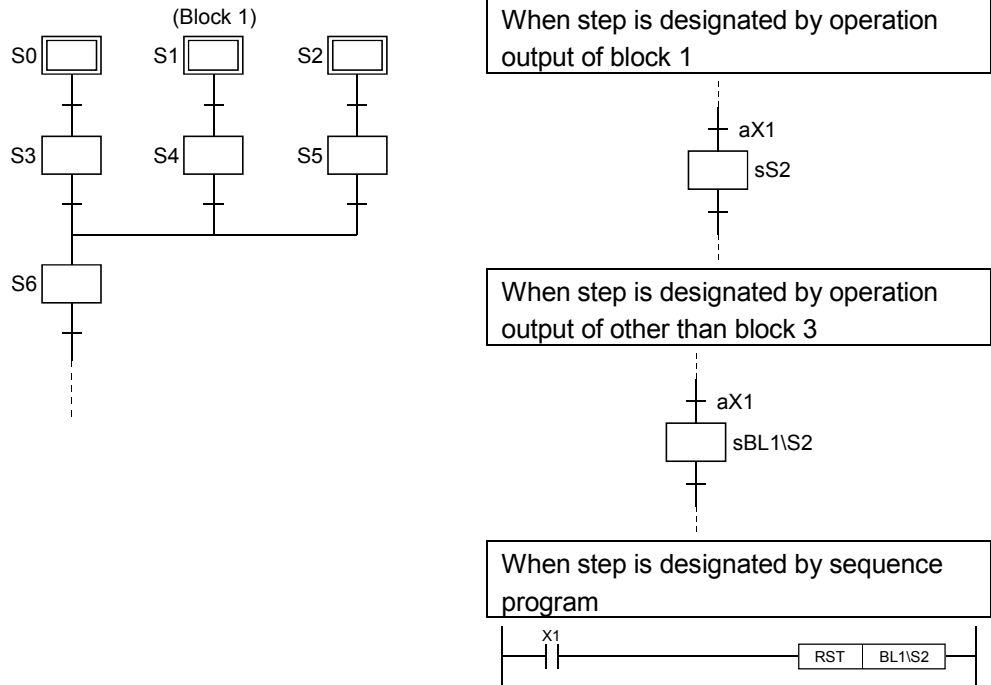 (Block 1)
S0
S1
S2
S3
S4
S5
S6
When step is designated by operation
output of block 1
aX1
sS2
When step is designated by operation
output of other than block 3
aX1
sBL1\S2
When step is designated by sequence
program
X1
RST BL1\S2